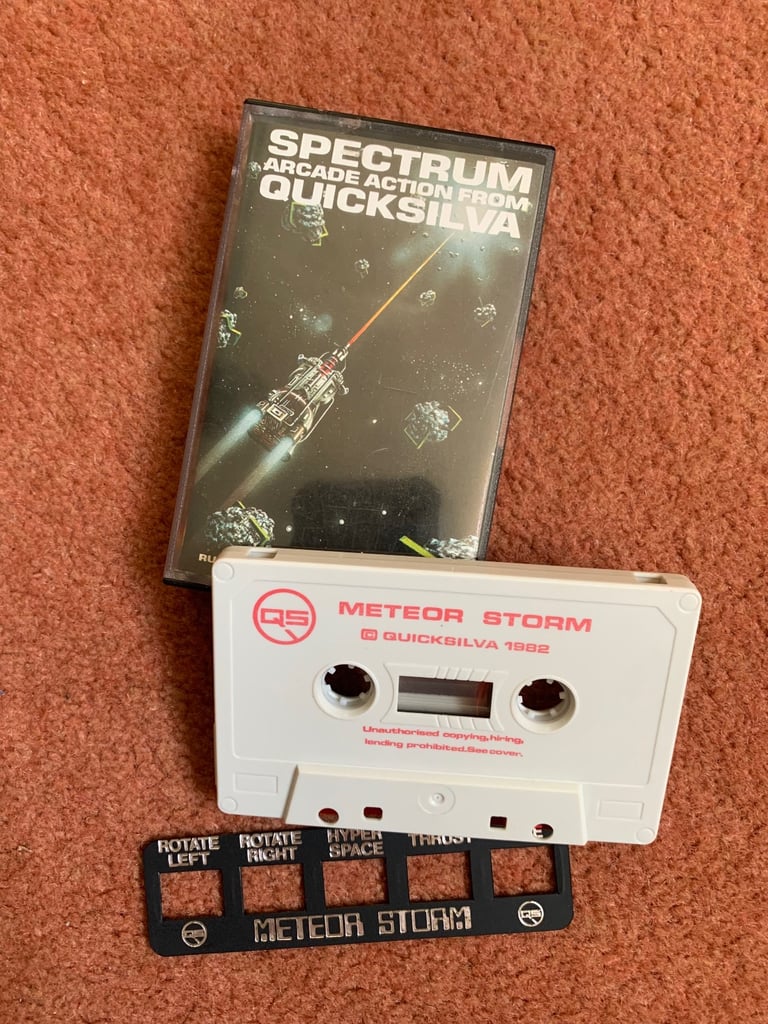 SPECTRUM
ARCADE ACTION FROM
QUICKSILVA
QS
METEOR STORM
© QUICKSILVA 1982
Unauthorised copying,hiring,
lending prohibited.See cover.
ROTATE LEFT
ROTATE RIGHT
HYPER SPACE
THRUST
QS
METEOR STORM
QS